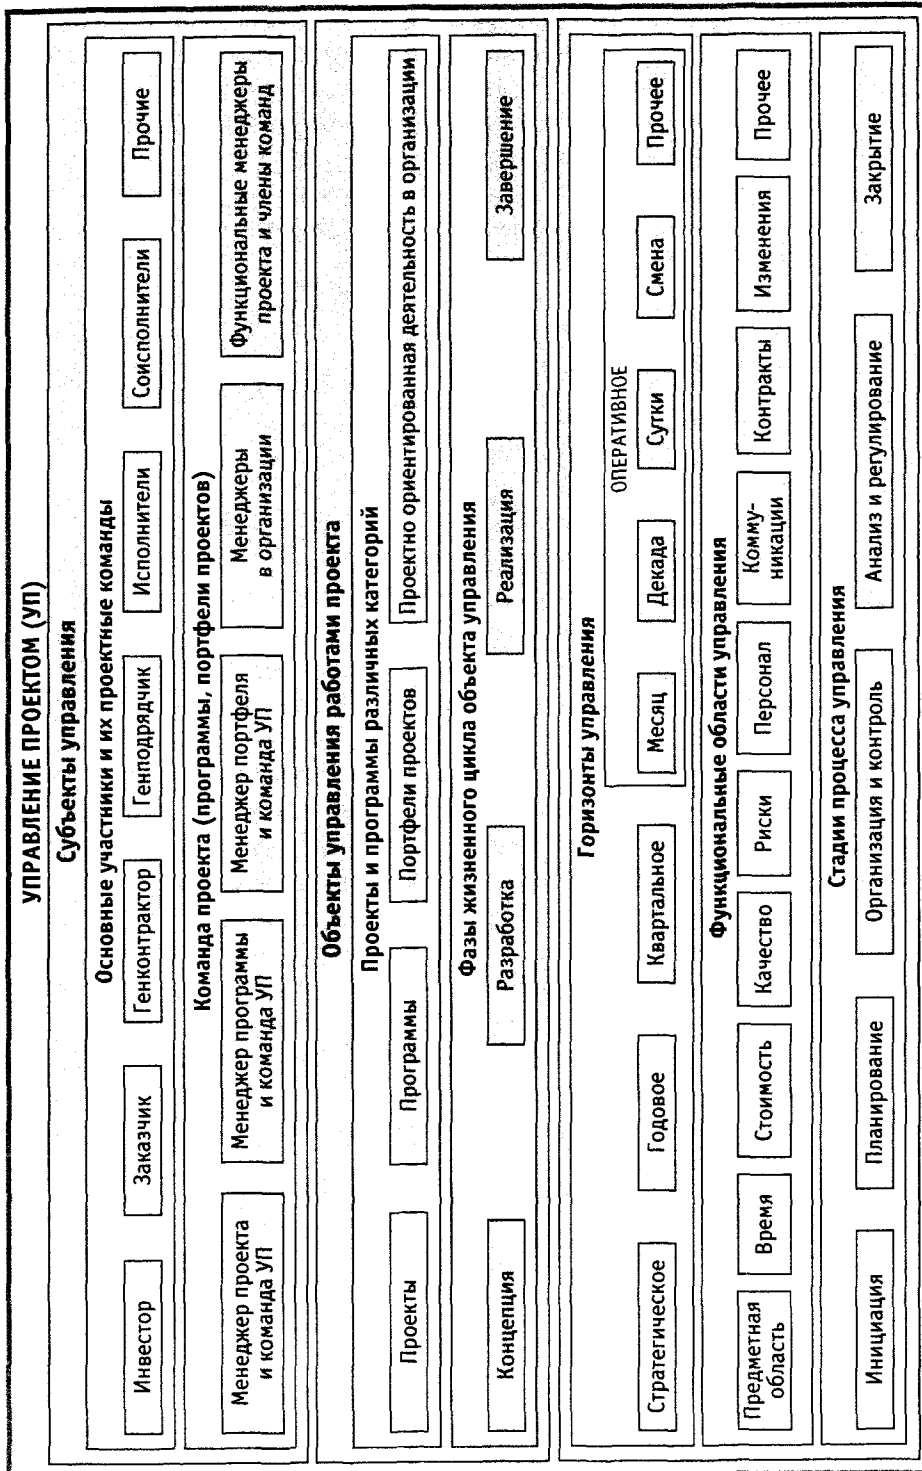 УПРАВЛЕНИЕ ПРОЕКТОМ (УП)
Субъекты управления
Основные участники и их проектные команды
Инвестор
Заказчик
Генконтрактор
Генподрядчик
Исполнители
Соисполнители
Прочие
Команда проекта (программы, портфели проектов)
Менеджер проекта
и команда УП
Менеджер программы
и команда УП
Менеджер портфеля
и команда УП
Менеджеры
в организации
Функциональные менеджеры
проекта и члены команд
Объекты управления работами проекта
Проекты и программы различных категорий
Проекты
Программы
Портфели проектов
Проектно ориентированная деятельность в организации
Фазы жизненного цикла объекта управления
Концепция
Разработка
Реализация
Завершение
Горизонты управления
ОПЕРАТИВНОЕ
Стратегическое
Годовое
Квартальное
Месяц
Декада
Сутки
Смена
Прочее
Функциональные области управления
Предметная
область
Время
Стоимость
Качество
Риски
Персонал
Комму-
никации
Контракты
Изменения
Прочее
Стадии процесса управления
Инициация
Планирование
Организация и контроль
Анализ и регулирование
Закрытие